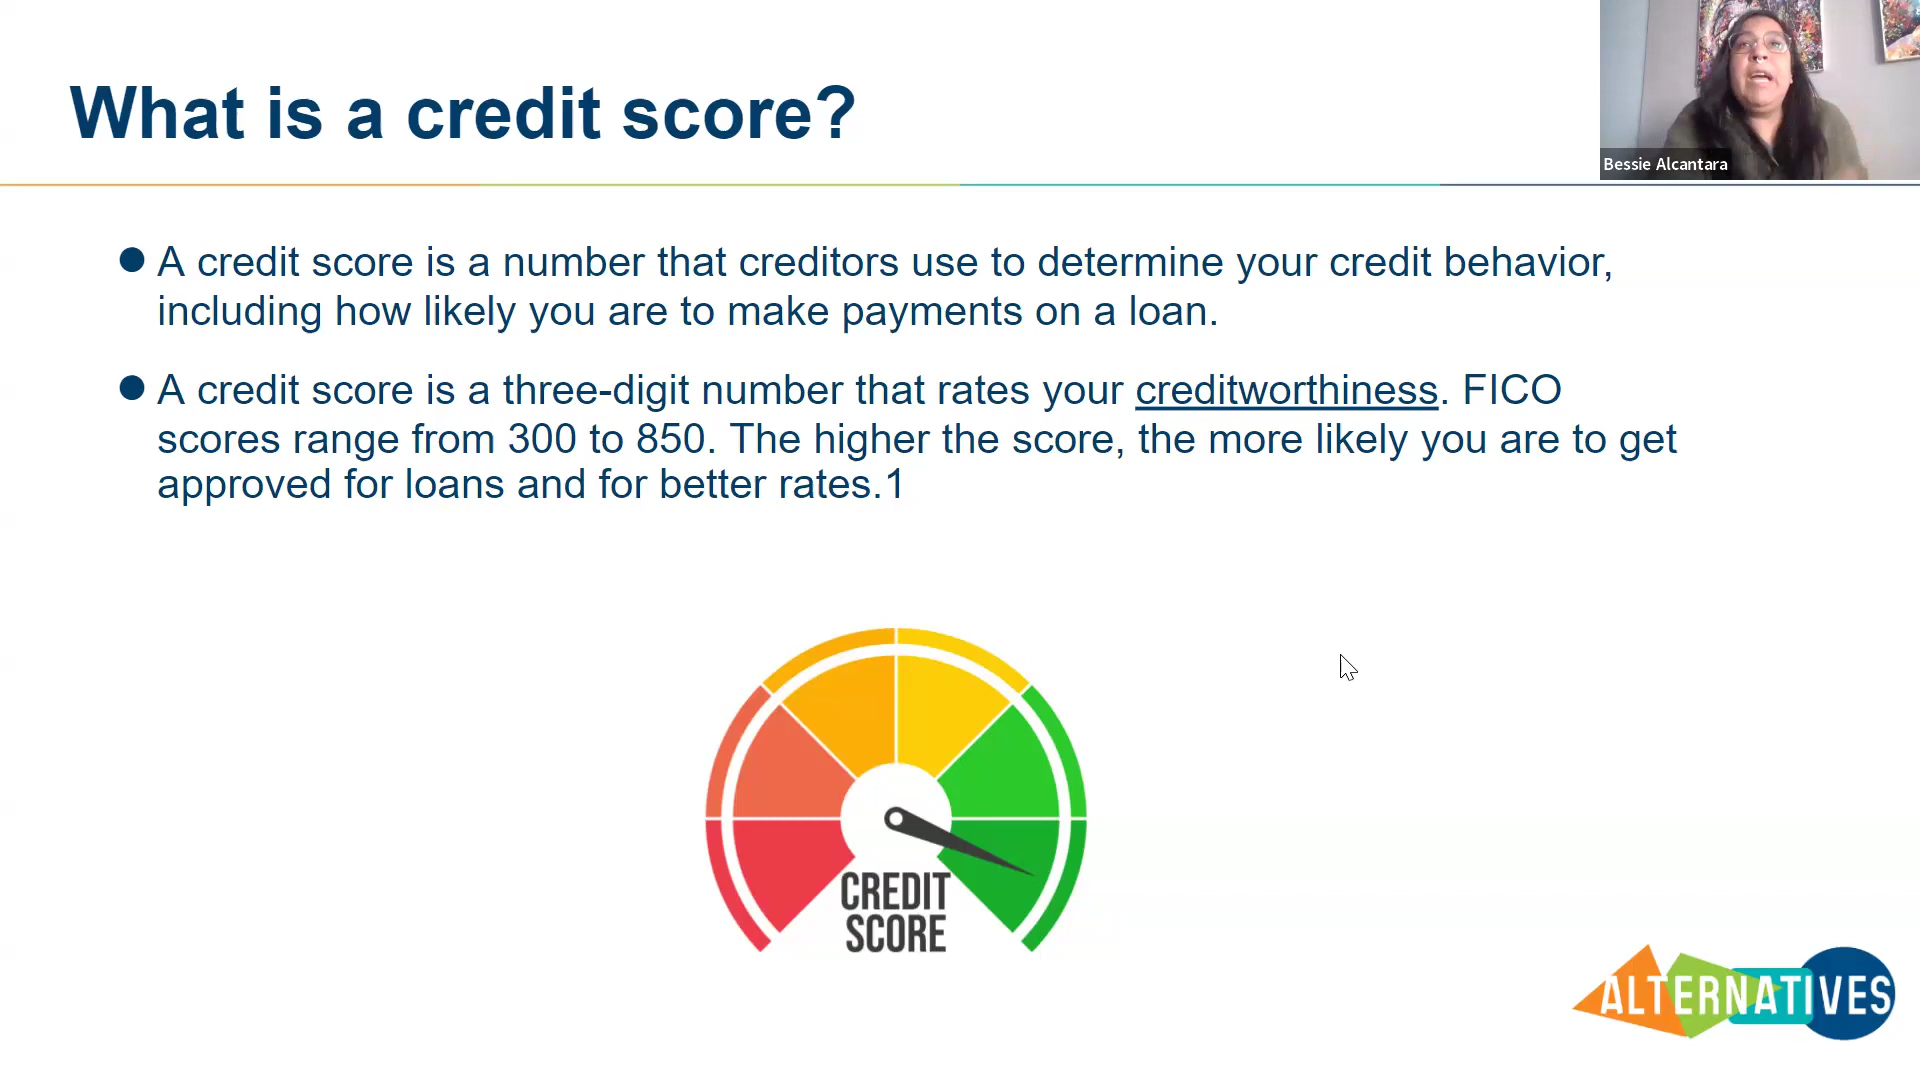 What is a credit score?
Bessie Alcantara
● A credit score is a number that creditors use to determine your credit behavior,
including how likely you are to make payments on a loan.
● A credit score is a three-digit number that rates your creditworthiness. FICO
scores range from 300 to 850. The higher the score, the more likely you are to get
approved for loans and for better rates.1
CREDIT
SCORE
ALTERNATIVES